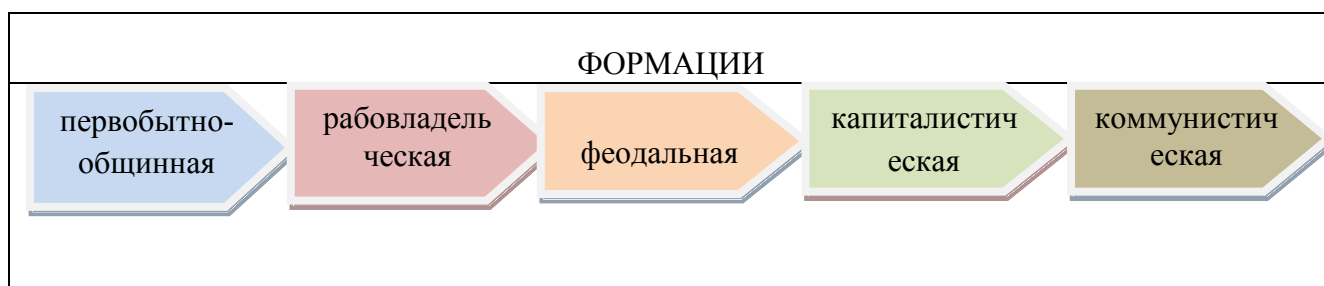 ФОРМАЦИИ
первобытно-
общинная
рабовладель
ческая
феодальная
капиталистич
еская
коммунистич
еская